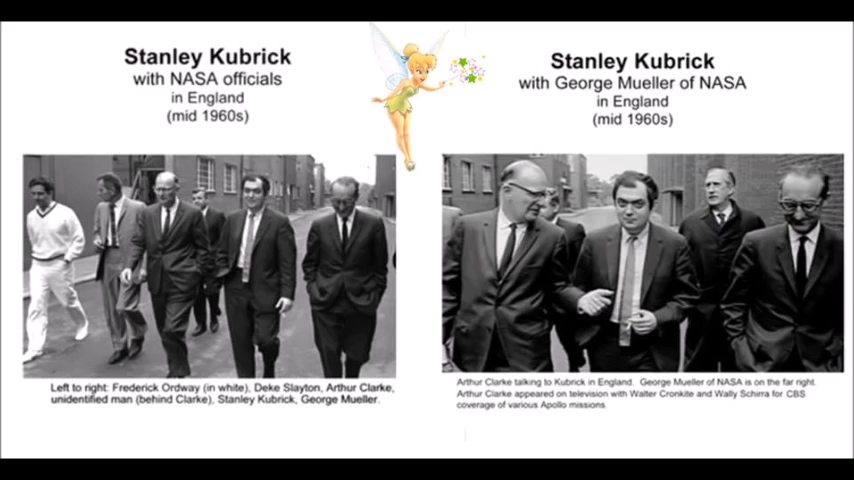 Stanley Kubrick
with NASA officials
in England
(mid 1960s)
Left to right: Frederick Ordway (in white), Deke Slayton, Arthur Clarke,
unidentified man (behind Clarke), Stanley Kubrick, George Mueller.
Stanley Kubrick
with George Mueller of NASA
in England
(mid 1960s)
Arthur Clarke talking to Kubrick in England. George Mueller of NASA is on the far right.
Arthur Clarke appeared on television with Walter Cronkite and Wally Schirra for CBS
coverage of various Apollo missions.